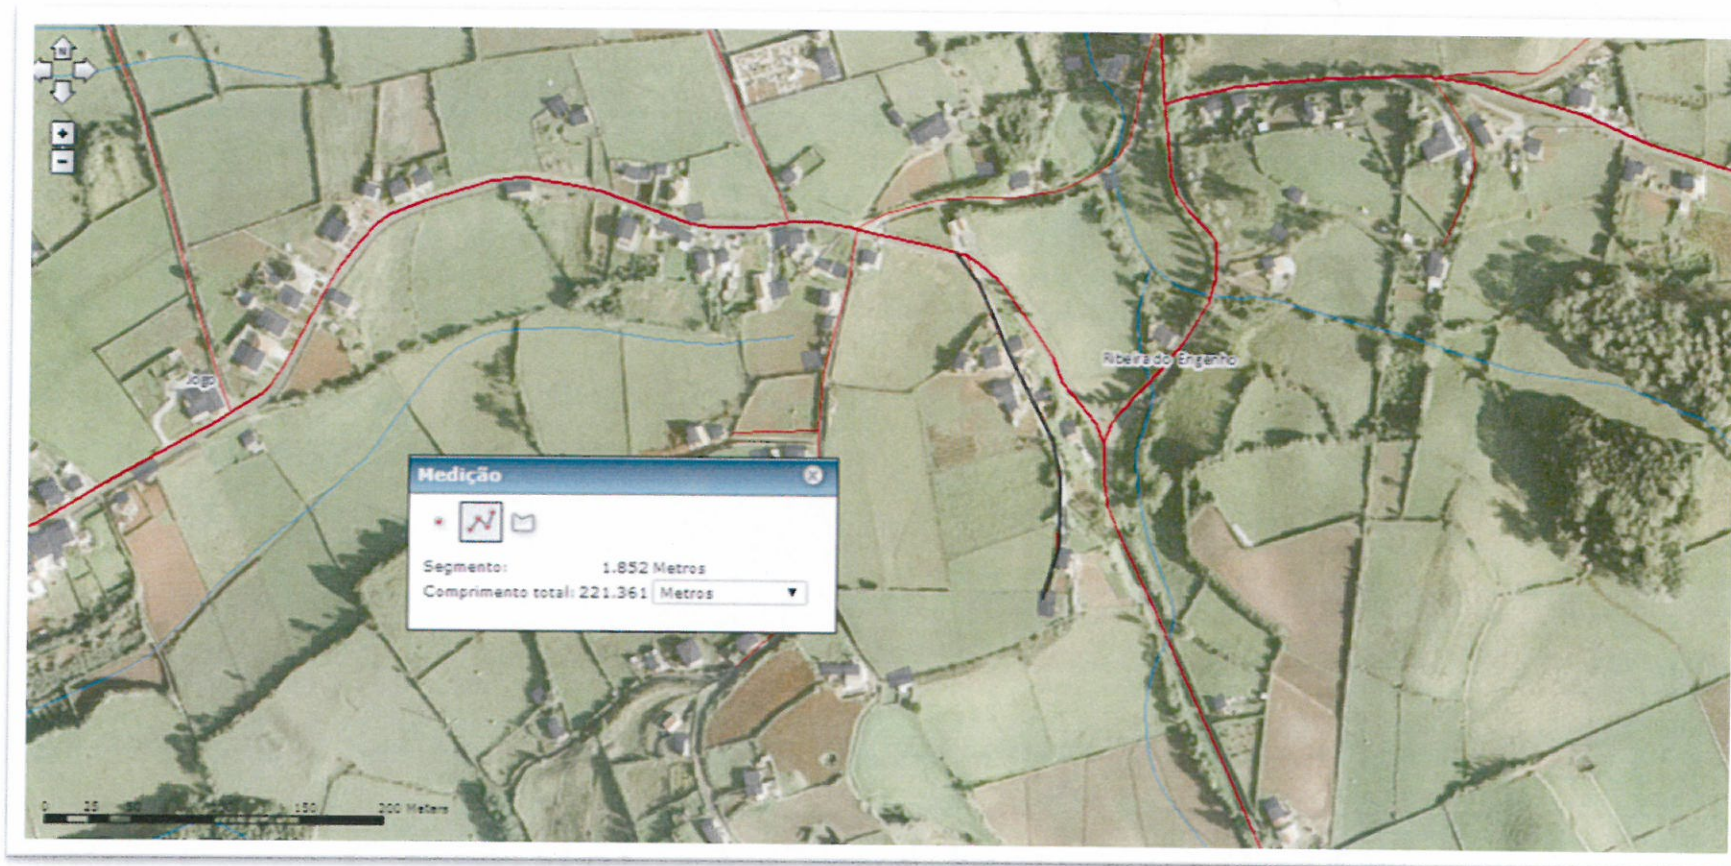 N
+
-
Jogo
Ribeira do Engenho
Medição
Segmento: 1.852 Metros
Comprimento total: 221.361 Metros
0 25 50 100 150 200 Meters